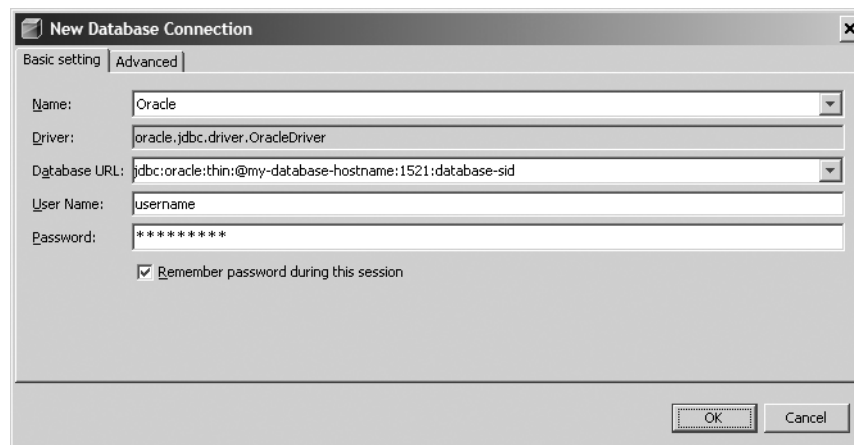 New Database Connection
Basic setting Advanced
Name: Oracle
Driver: oracle.jdbc.driver.OracleDriver
Database URL: jdbc:oracle:thin:@my-database-hostname:1521:database-sid
User Name: username
Password: *********
Remember password during this session
OK Cancel